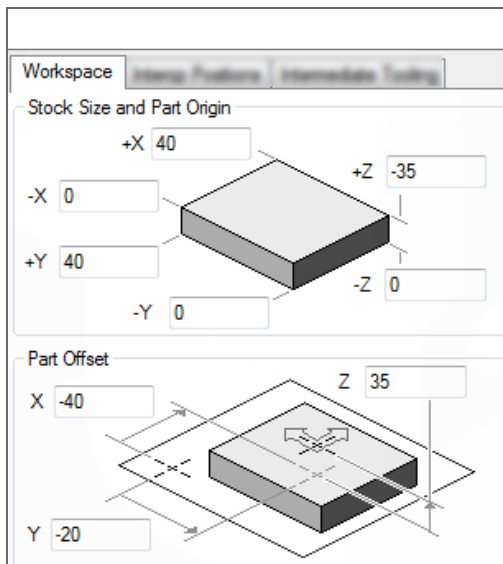 Workspace
Stock Size and Part Origin
+X 40
+Z -35
-X 0
+Y 40
-Z 0
-Y 0
Part Offset
Z 35
X -40
Y -20